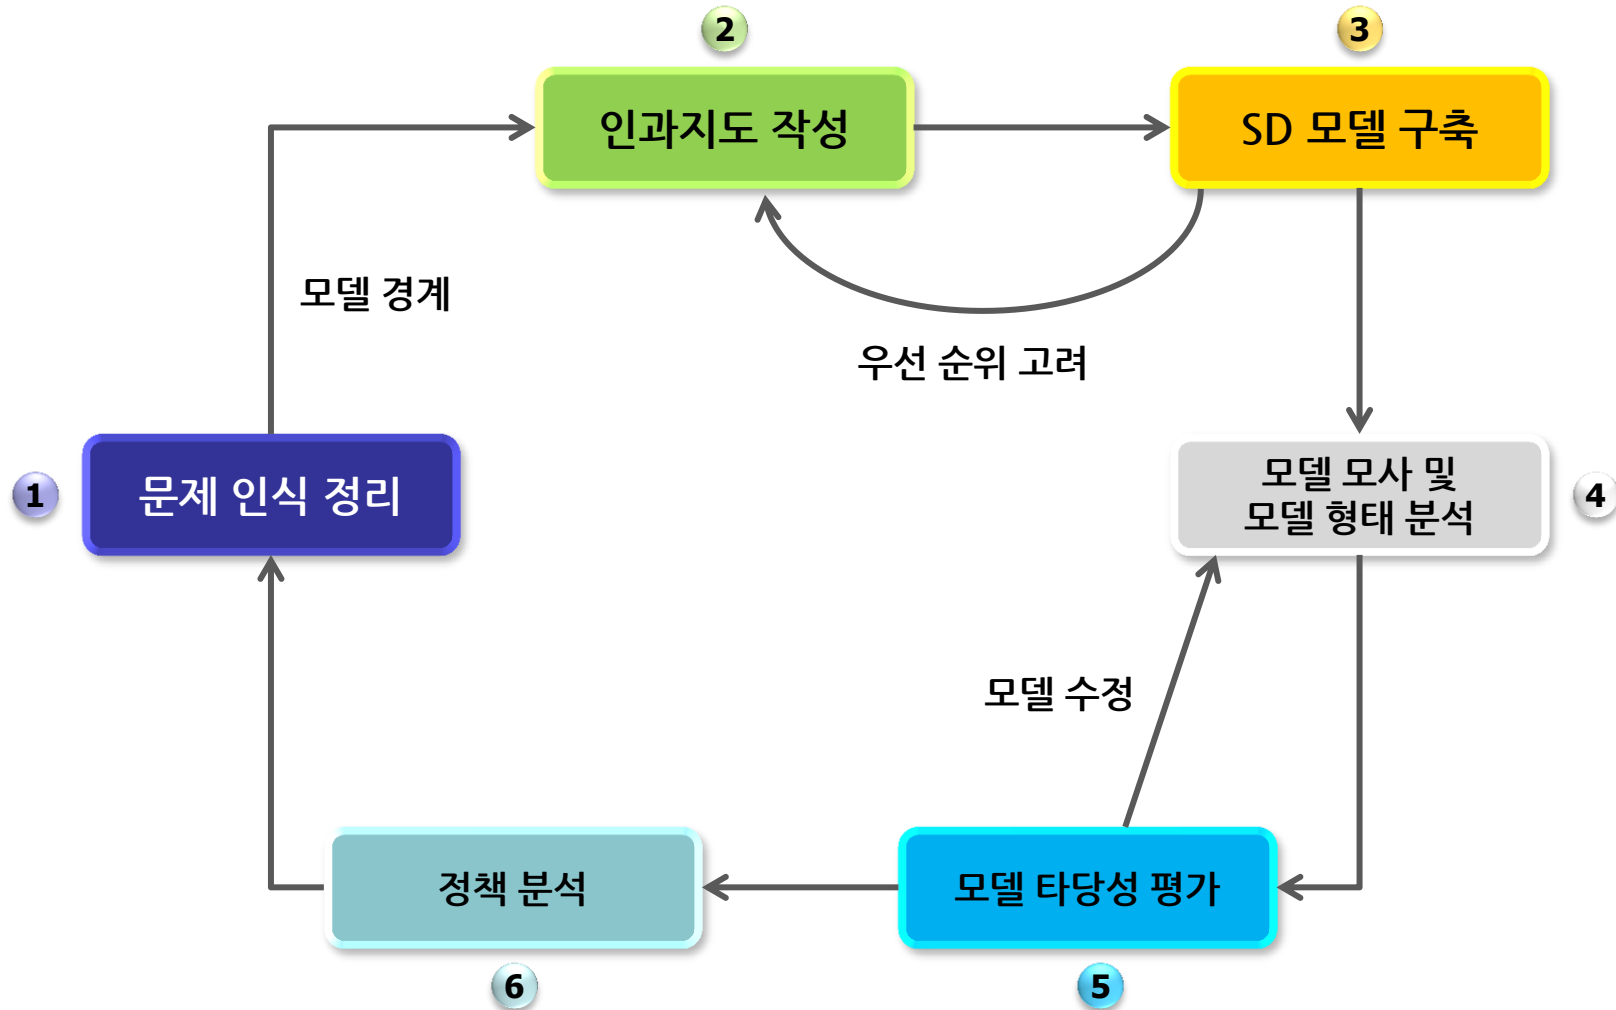 2
인과지도 작성
3
SD 모델 구축
모델 경계
우선 순위 고려
1
문제 인식 정리
모델 모사 및
모델 형태 분석
4
모델 수정
정책 분석
모델 타당성 평가
6
5